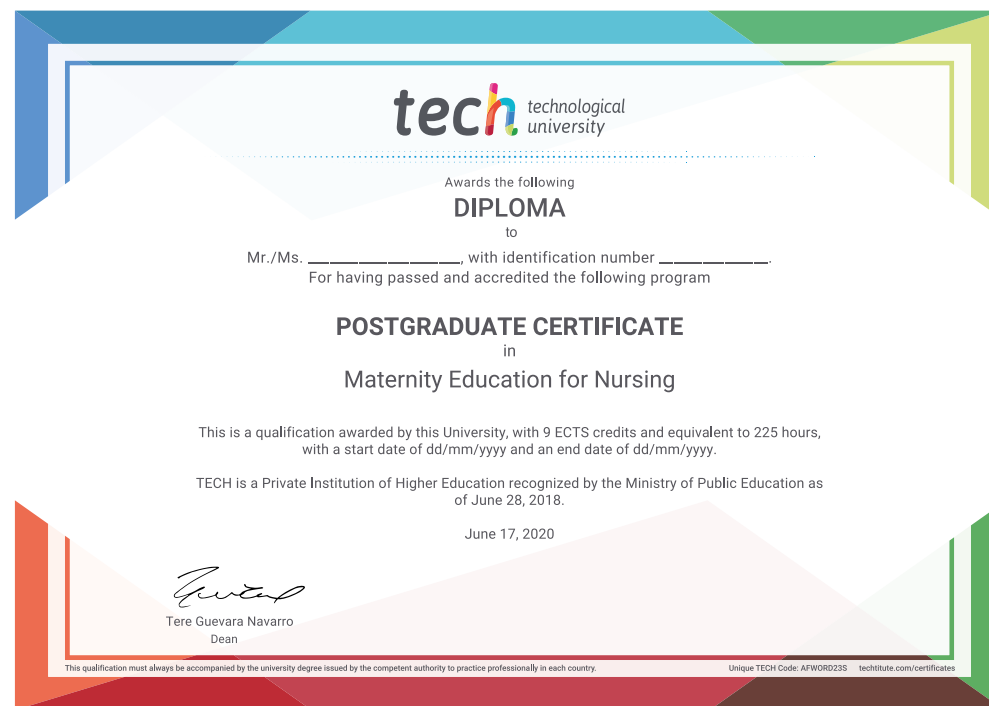 tech technological
university
Awards the following
DIPLOMA
to
Mr./Ms. ____________________, with identification number ______________.
For having passed and accredited the following program
POSTGRADUATE CERTIFICATE
in
Maternity Education for Nursing
This is a qualification awarded by this University, with 9 ECTS credits and equivalent to 225 hours,
with a start date of dd/mm/yyyy and an end date of dd/mm/yyyy.
TECH is a Private Institution of Higher Education recognized by the Ministry of Public Education as
of June 28, 2018.
June 17, 2020
Tere Guevara Navarro
Dean
This qualification must always be accompanied by the university degree issued by the competent authority to practice professionally in each country. Unique TECH Code: AFWORD23S techtitute.com/certificates